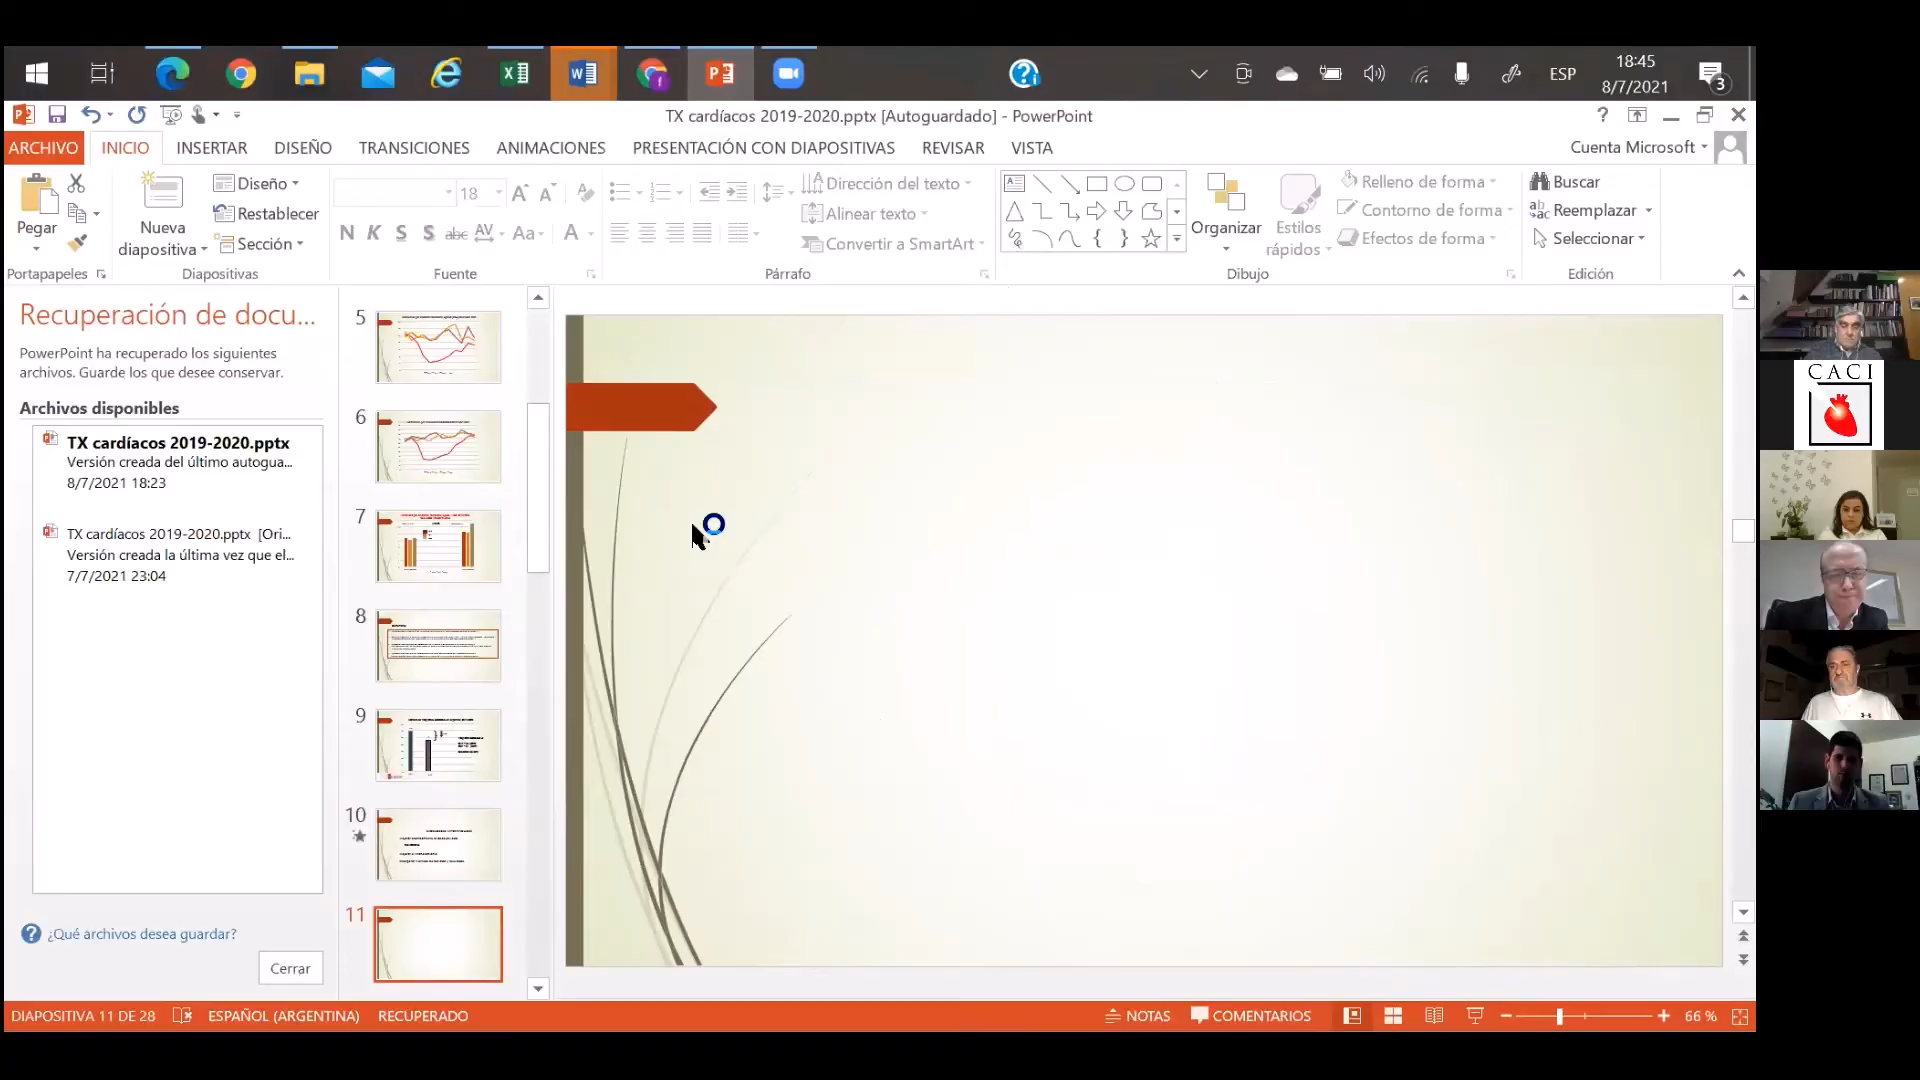 18:45
ESP
8/7/2021
3
TX cardíacos 2019-2020.pptx [Autoguardado] - PowerPoint
ARCHIVO INICIO INSERTAR DISEÑO TRANSICIONES ANIMACIONES PRESENTACIÓN CON DIAPOSITIVAS REVISAR VISTA
Cuenta Microsoft
Pegar
Nueva diapositiva
Diseño
Restablecer
Sección
18
N K S S abc AV Aa A
Dirección del texto
Alinear texto
Convertir a SmartArt
Organizar
Estilos rápidos
Relleno de forma
Contorno de forma
Efectos de forma
Buscar
Reemplazar
Seleccionar
Portapapeles Diapositivas Fuente Párrafo Dibujo Edición
Recuperación de docu...
PowerPoint ha recuperado los siguientes
archivos. Guarde los que desee conservar.
Archivos disponibles
TX cardíacos 2019-2020.pptx
Versión creada del último autogua...
8/7/2021 18:23
TX cardíacos 2019-2020.pptx [Ori...
Versión creada la última vez que el...
7/7/2021 23:04
¿Qué archivos desea guardar?
Cerrar
5
6
7
8
9
10
11
CACI
DIAPOSITIVA 11 DE 28 ESPAÑOL (ARGENTINA) RECUPERADO
NOTAS COMENTARIOS 66 %